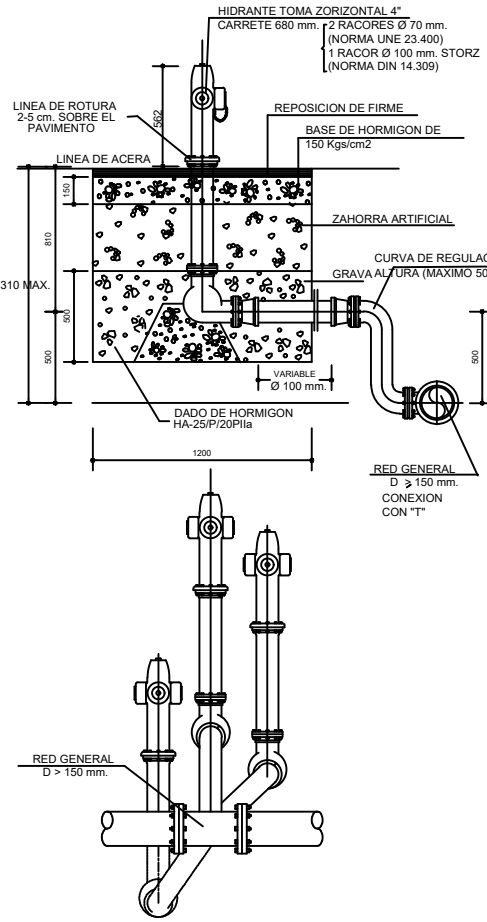 HIDRANTE TOMA ZORIZONTAL 4"
CARRETE 680 mm.
2 RACORES Ø 70 mm.
(NORMA UNE 23.400)
1 RACOR Ø 100 mm. STORZ
(NORMA DIN 14.309)
562
LINEA DE ROTURA
2-5 cm. SOBRE EL
PAVIMENTO
REPOSICION DE FIRME
BASE DE HORMIGON DE
150 Kgs/cm2
LINEA DE ACERA
150
810
ZAHORRA ARTIFICIAL
CURVA DE REGULAC
GRAVA
ALTURA (MAXIMO 50
310 MAX.
500
500
500
VARIABLE
Ø 100 mm.
DADO DE HORMIGON
HA-25/P/20PIIa
1200
RED GENERAL
D ≥ 150 mm.
CONEXION
CON "T"
RED GENERAL
D > 150 mm.